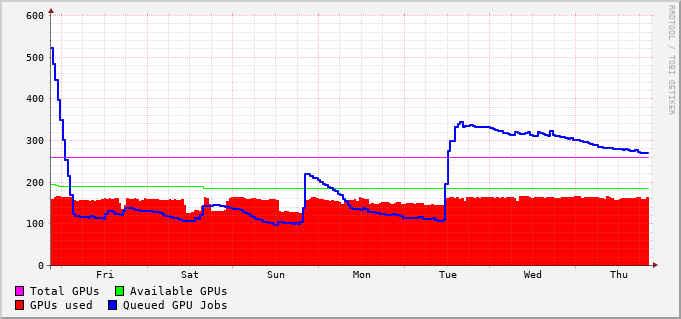 600
500
400
300
200
100
0
Fri Sat Sun Mon Tue Wed Thu
Total GPUs Available GPUs
GPUs used Queued GPU Jobs
RRDTOOL / TOBI OETIKER